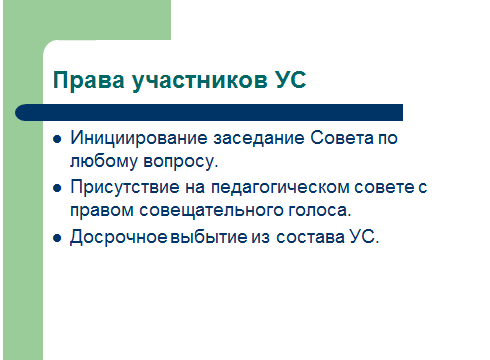 Права участников УС
Инициирование заседание Совета по
любому вопросу.
Присутствие на педагогическом совете с
правом совещательного голоса.
Досрочное выбытие из состава УС.